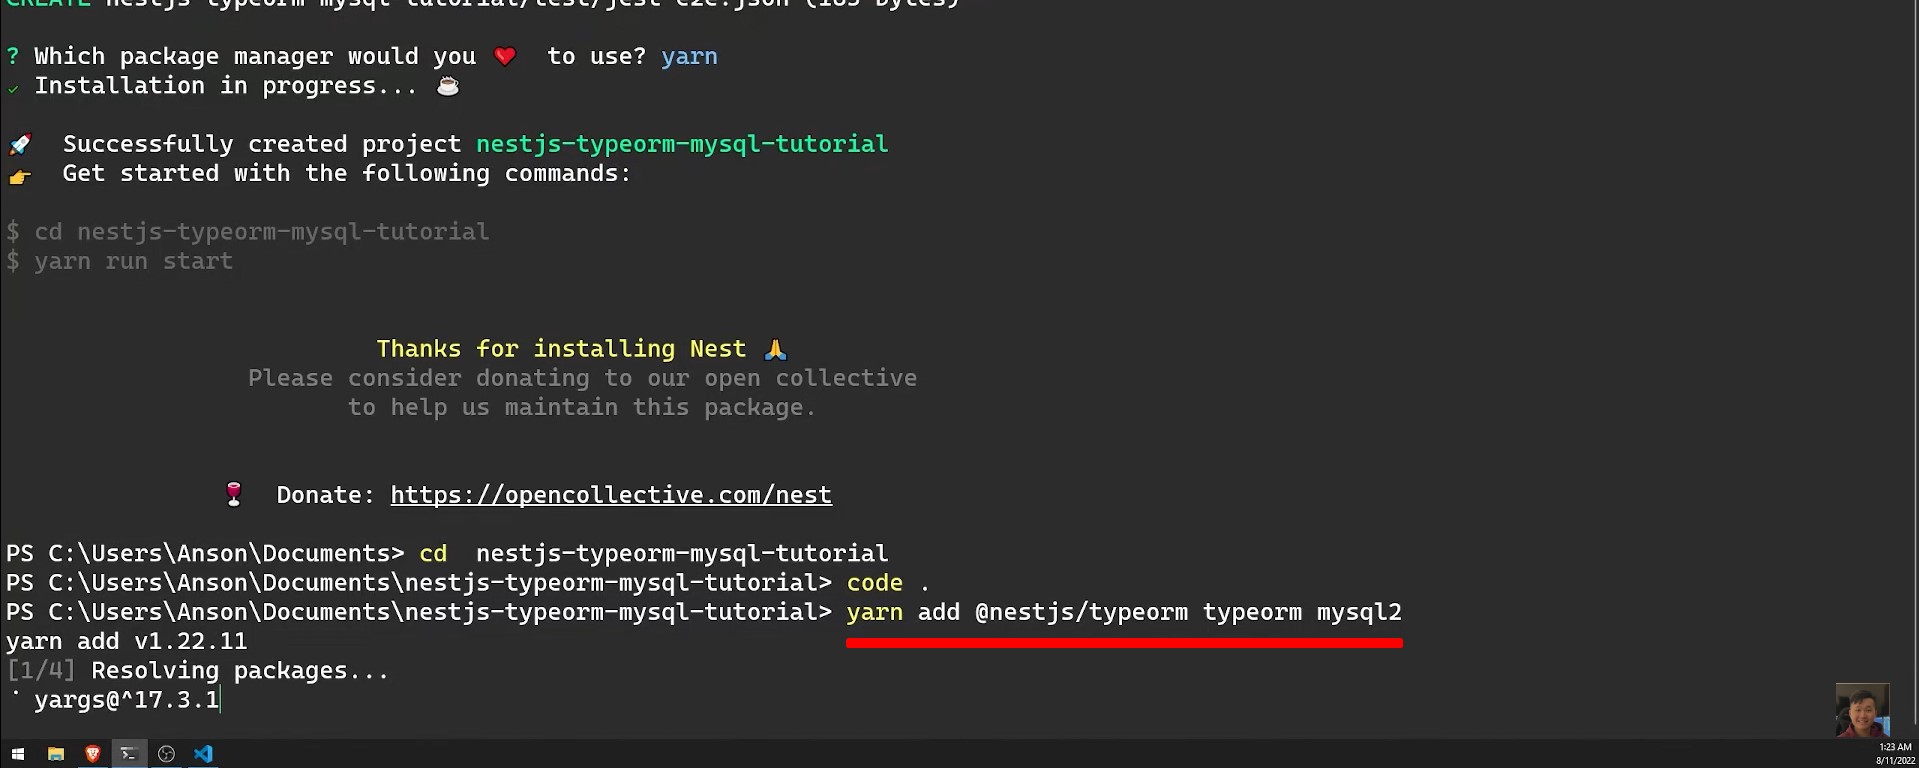 CREATE nestjs-typeorm-mysql-tutorial/test/jest-e2e.json (183 bytes)
? Which package manager would you ❤️ to use? yarn
✓ Installation in progress... ☕
🚀 Successfully created project nestjs-typeorm-mysql-tutorial
👉 Get started with the following commands:
$ cd nestjs-typeorm-mysql-tutorial
$ yarn run start
Thanks for installing Nest 🙏
Please consider donating to our open collective
to help us maintain this package.
🍷 Donate: https://opencollective.com/nest
PS C:\Users\Anson\Documents> cd  nestjs-typeorm-mysql-tutorial
PS C:\Users\Anson\Documents\nestjs-typeorm-mysql-tutorial> code .
PS C:\Users\Anson\Documents\nestjs-typeorm-mysql-tutorial> yarn add @nestjs/typeorm typeorm mysql2
yarn add v1.22.11
[1/4] Resolving packages...
⠁ yargs@^17.3.1
1:23 AM
8/11/2022